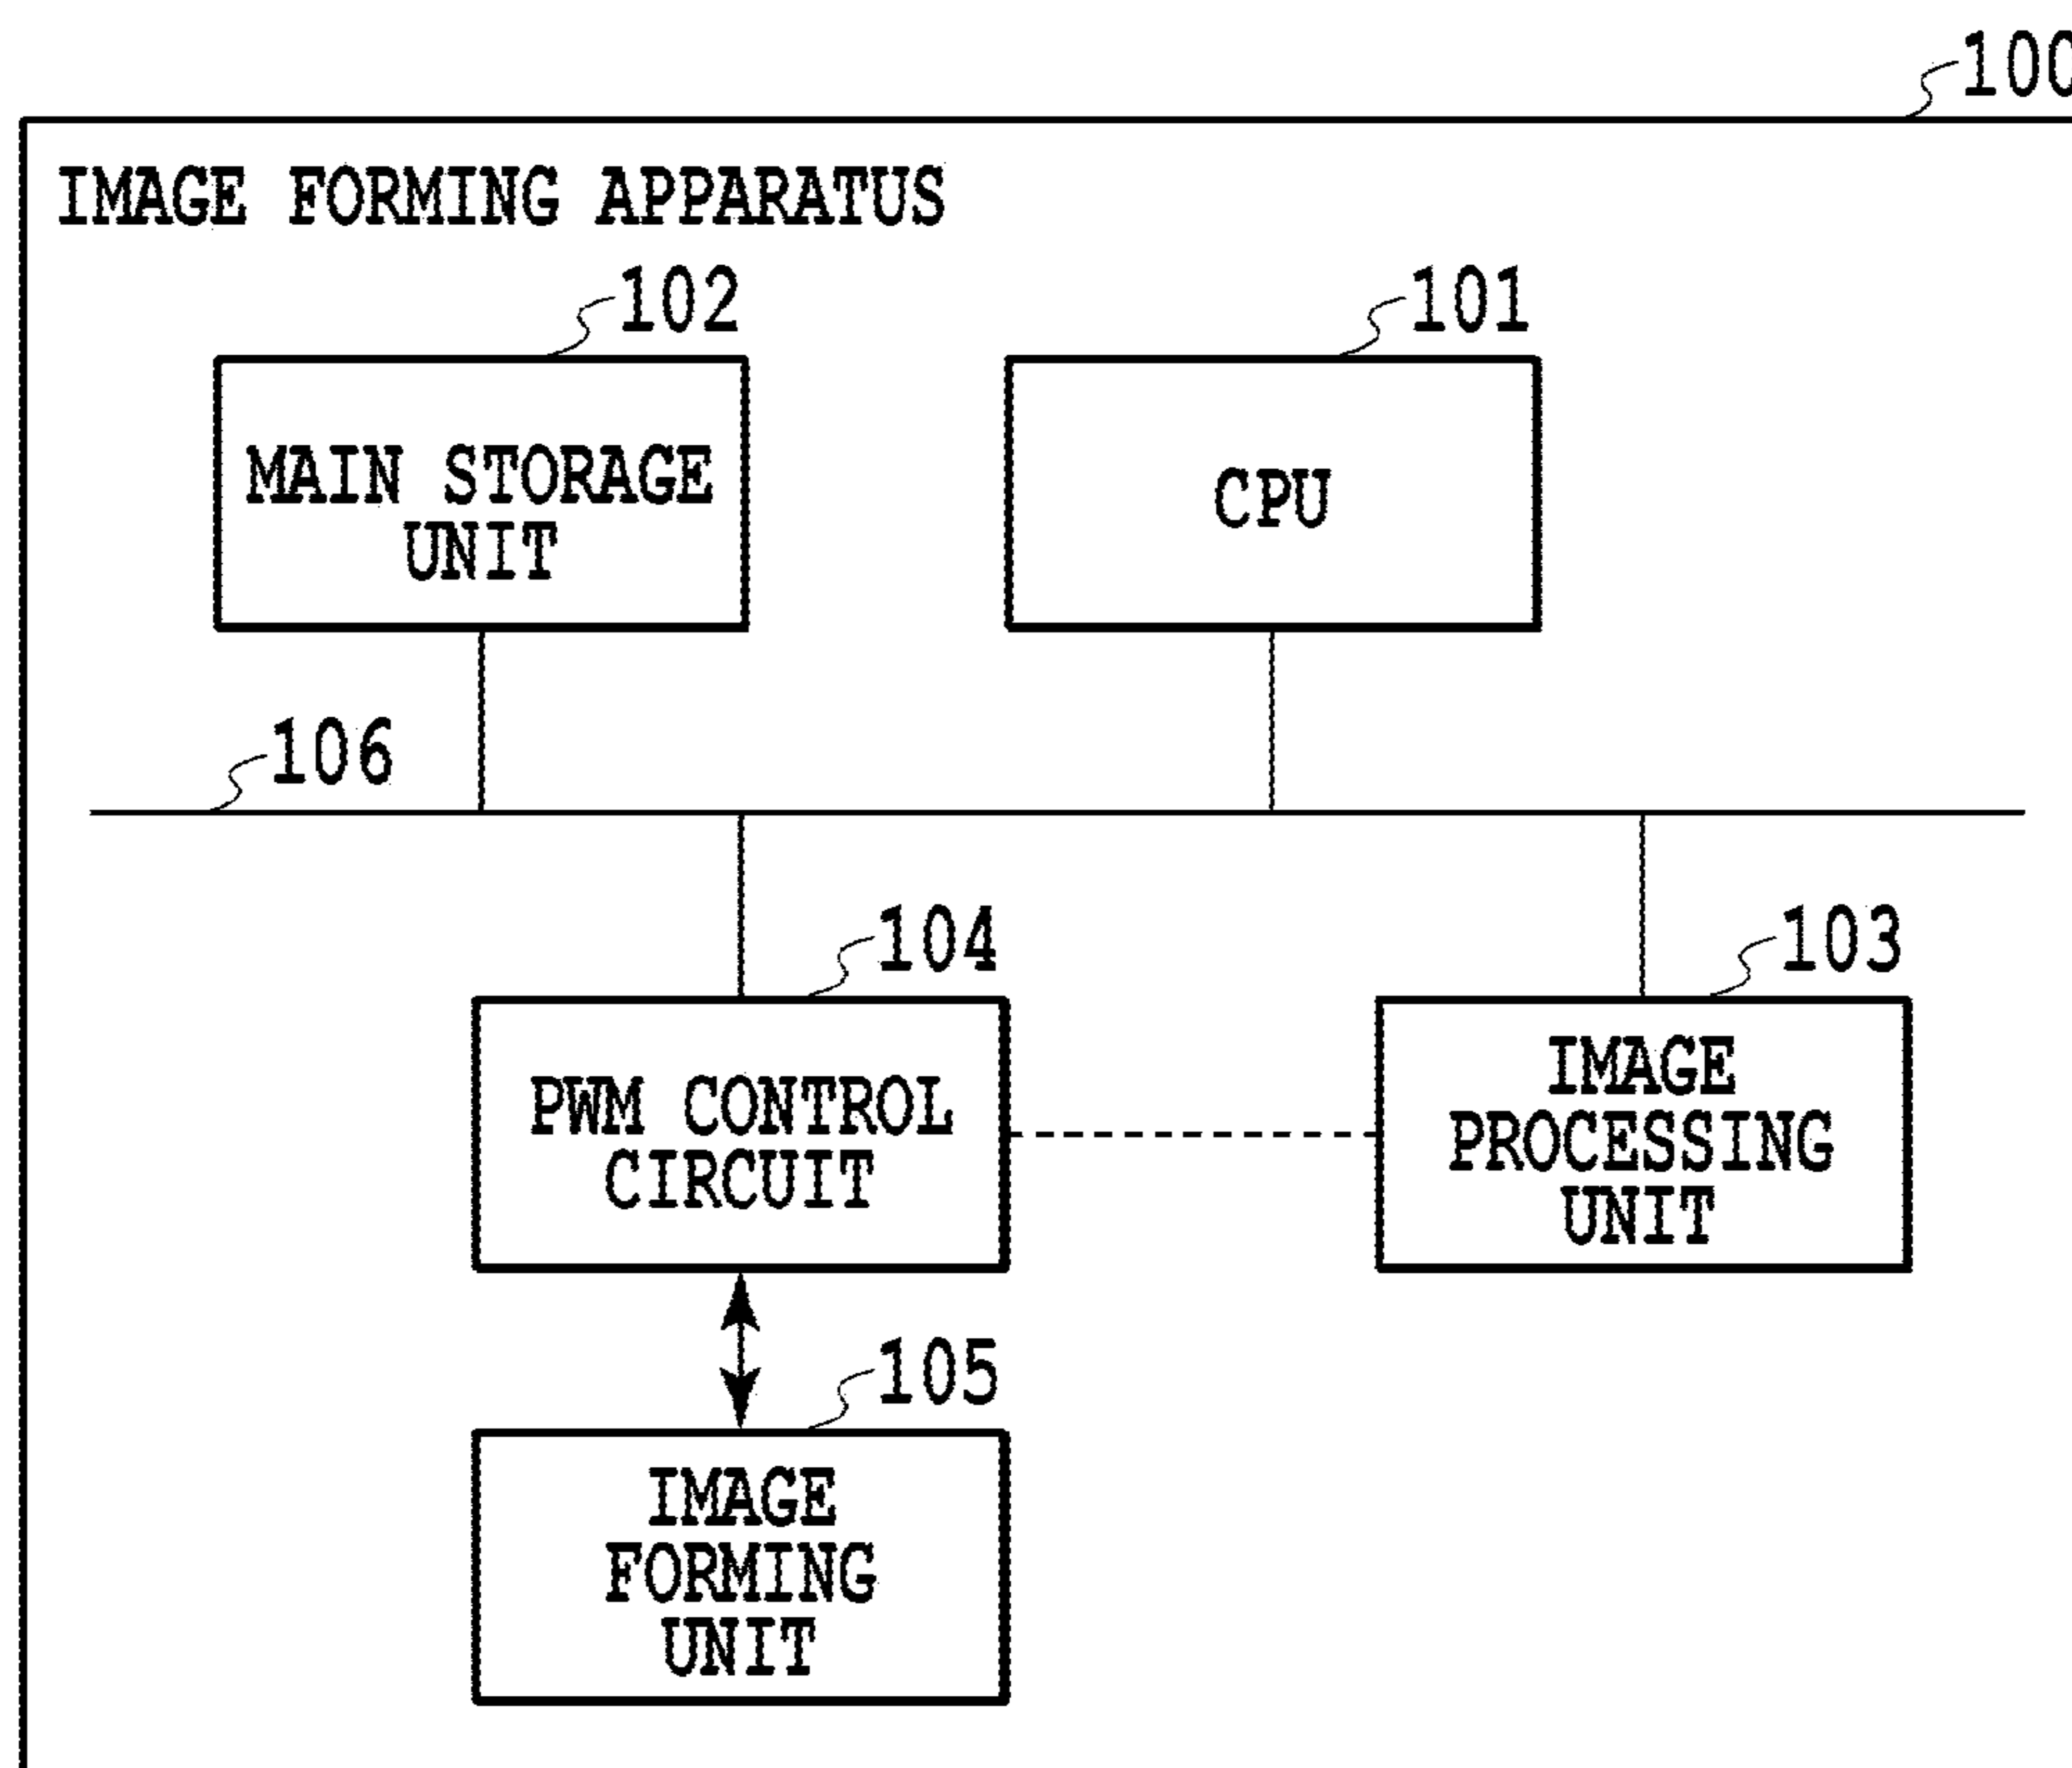 100
IMAGE FORMING APPARATUS
102
101
MAIN STORAGE
UNIT
CPU
106
104
103
PWM CONTROL
CIRCUIT
IMAGE
PROCESSING
UNIT
105
IMAGE
FORMING
UNIT